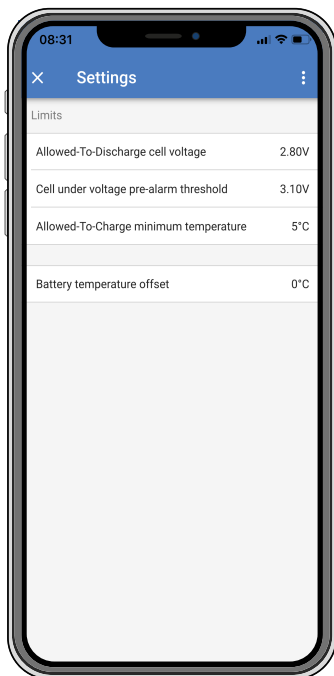 08:31
Settings
Limits
Allowed-To-Discharge cell voltage 2.80V
Cell under voltage pre-alarm threshold 3.10V
Allowed-To-Charge minimum temperature 5°C
Battery temperature offset 0°C